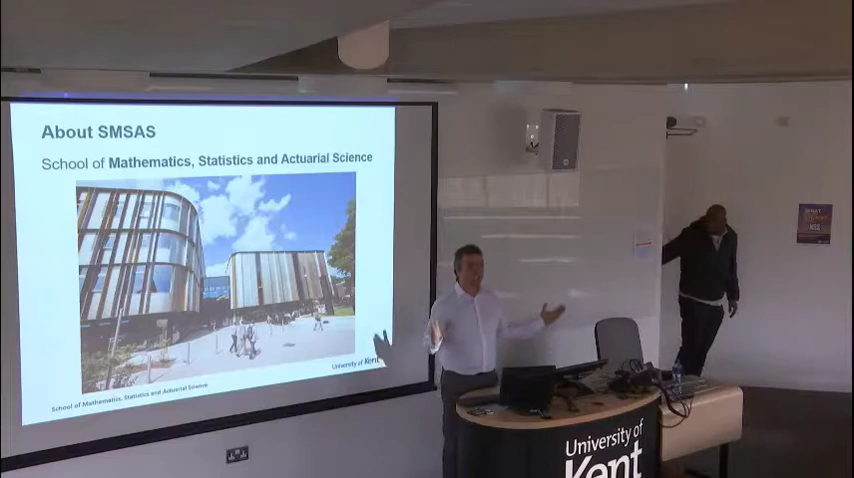 About SMSAS
School of Mathematics, Statistics and Actuarial Science
University of Kent
School of Mathematics, Statistics and Actuarial Science
University of
Kent